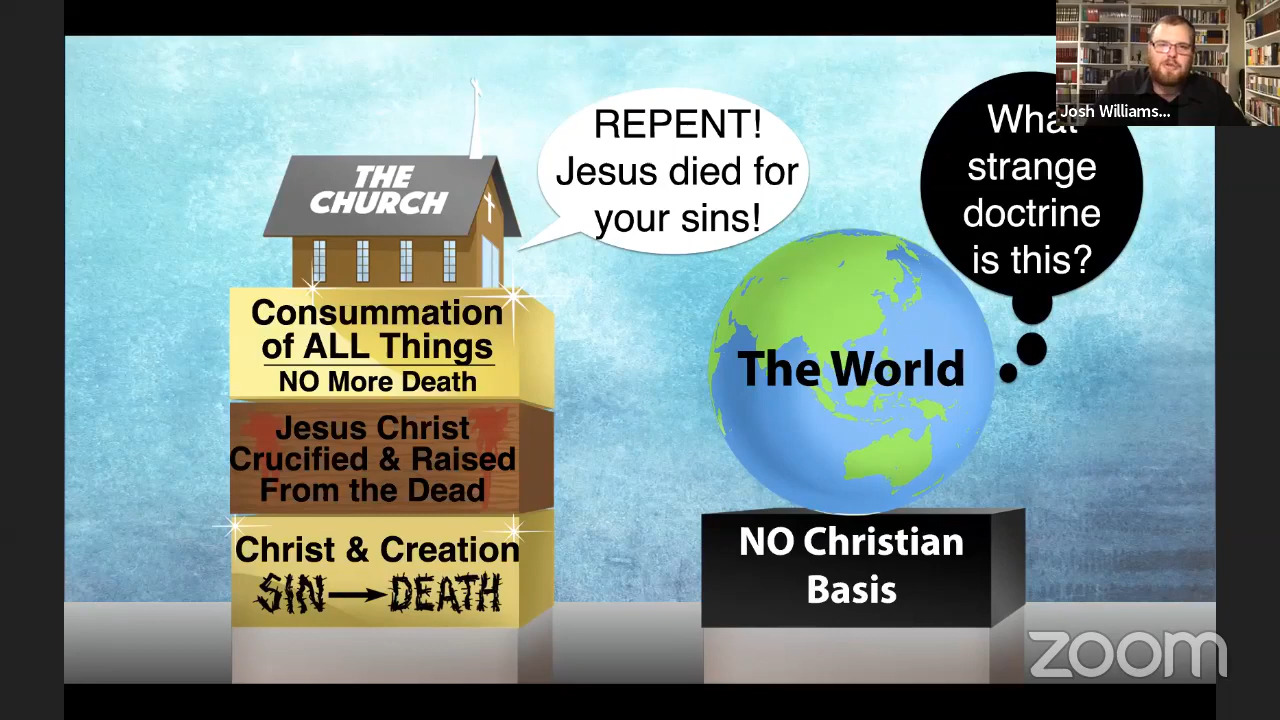 THE
CHURCH
REPENT!
Jesus died for
your sins!
What
strange
doctrine
is this?
Josh Williams...
Consummation
of ALL Things
NO More Death
Jesus Christ
Crucified & Raised
From the Dead
Christ & Creation
SIN → DEATH
The World
NO Christian
Basis
zoom